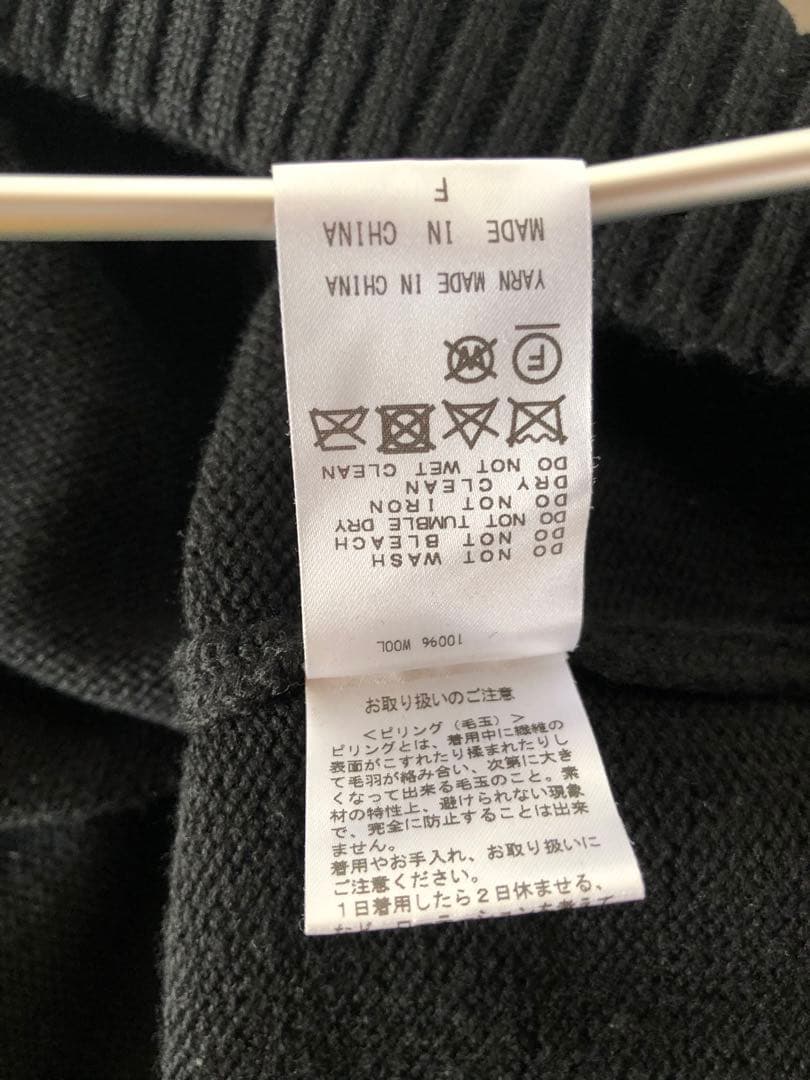 100% WOOL
DO NOT WASH
DO NOT BLEACH
DO NOT TUMBLE DRY
DO NOT IRON
DRY CLEAN
DO NOT WET CLEAN
F W
YARN MADE IN CHINA
MADE IN CHINA
F
お取り扱いのご注意
<ピリング(毛玉)>
ピリングとは、着用中に繊維の
表面がこすれたり揉まれたりし
て毛羽が絡み合い、次第に大き
くなって出来る毛玉のこと。素
材の特性上、避けられない現象
で、完全に防止することは出来
ません。
着用やお手入れ、お取り扱いに
ご注意ください。
1日着用したら2日休ませる、